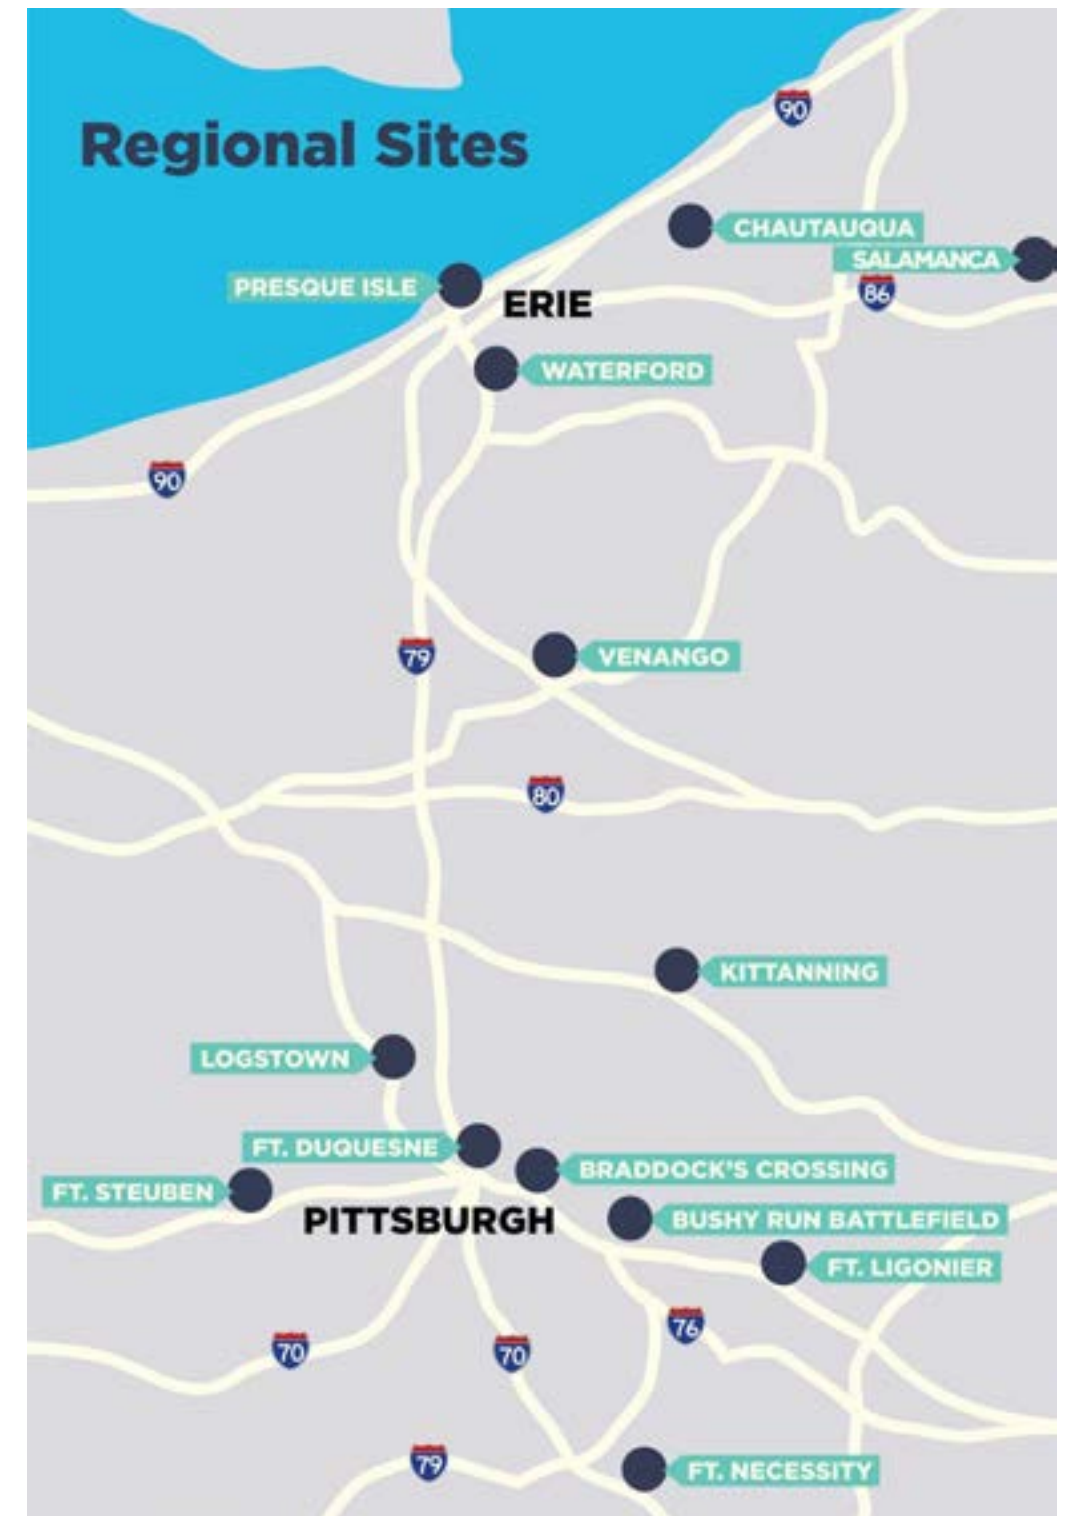 Regional Sites
90
CHAUTAUQUA
SALAMANCA
86
PRESQUE ISLE
ERIE
WATERFORD
90
79
VENANGO
80
KITTANNING
LOGSTOWN
FT. DUQUESNE
BRADDOCK'S CROSSING
FT. STEUBEN
PITTSBURGH
BUSHY RUN BATTLEFIELD
FT. LIGONIER
76
70
70
79
FT. NECESSITY